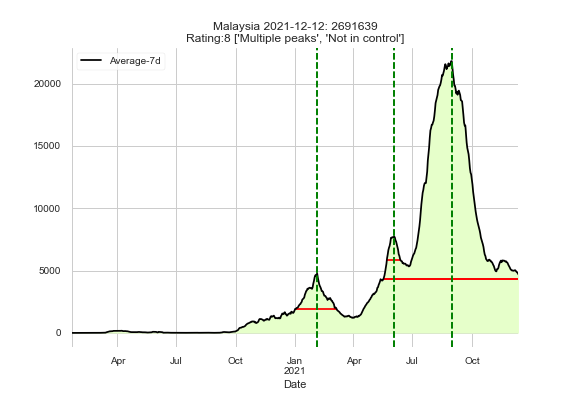 Malaysia 2021-12-12: 2691639
Rating:8 ['Multiple peaks', 'Not in control']
Average-7d
20000
15000
10000
5000
0
Apr Jul Oct Jan Apr Jul Oct
2021
Date